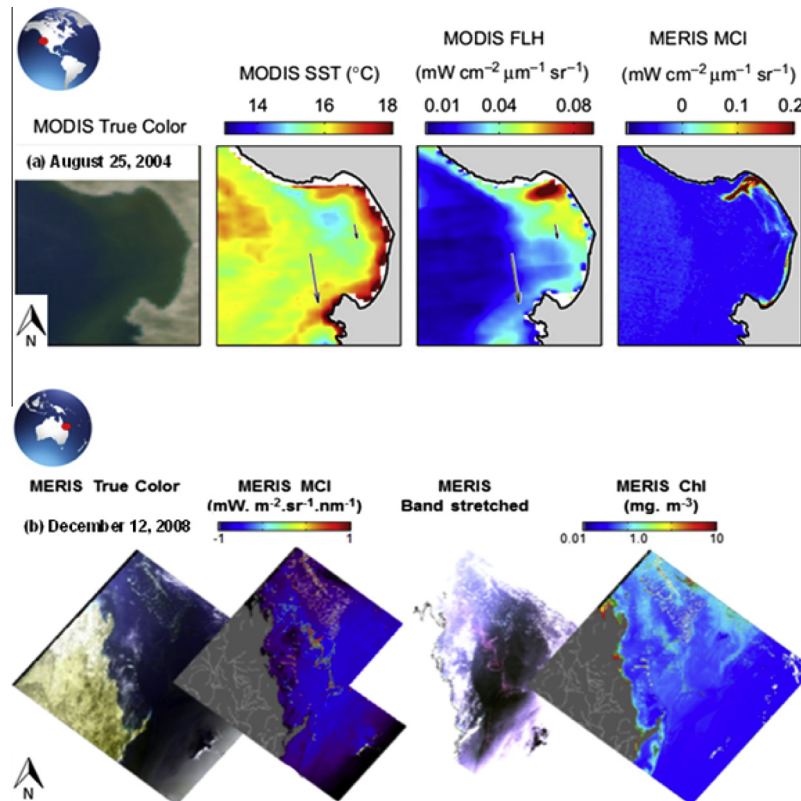 MODIS True Color
MODIS SST (°C)
13 14 16 18
MODIS FLH
(mW cm⁻² μm⁻¹ sr⁻¹)
0.01 0.04 0.08
MERIS MCI
(mW cm⁻² μm⁻¹ sr⁻¹)
0 0.1 0.2
(a) August 25, 2004
N
MERIS True Color
MERIS MCI
(mW. m⁻².sr⁻¹.nm⁻¹)
-1 1
MERIS
Band stretched
MERIS Chl
(mg. m⁻³)
0.01 1.0 10
(b) December 12, 2008
N